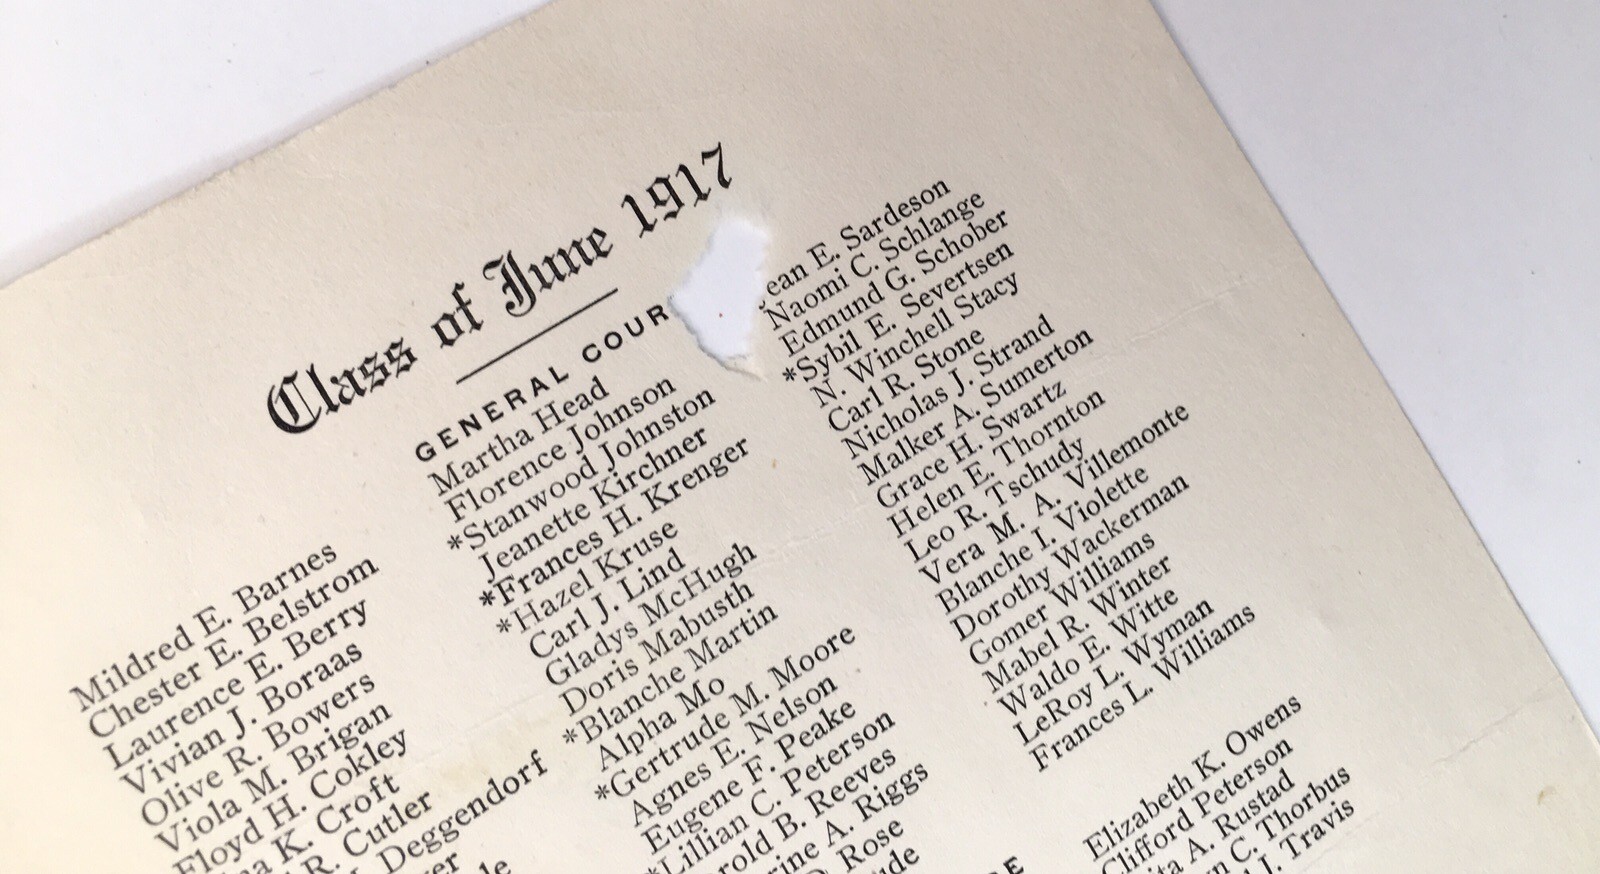 Class of June 1917
GENERAL COUR
Mildred E. Barnes
Chester E. Belstrom
Laurence E. Berry
Vivian J. Boraas
Olive R. Bowers
Viola M. Brigan
Floyd H. Cokley
K. Croft
R. Cutler
Deggendorf
Martha Head
Florence Johnson
*Stanwood Johnston
Jeanette Kirchner
*Frances H. Krenger
*Hazel Kruse
Carl J. Lind
Gladys McHugh
Doris Mabusth
*Blanche Martin
Alpha Mo
*Gertrude M. Moore
Agnes E. Nelson
Eugene F. Peake
*Lillian C. Peterson
rold B. Reeves
rine A. Riggs
D. Rose
ude
ean E. Sardeson
Naomi C. Schlange
Edmund G. Schober
*Sybil E. Severtsen
N. Winchell Stacy
Carl R. Stone
Nicholas J. Strand
Malker A. Sumerton
Grace H. Swartz
Helen E. Thornton
Leo R. Tschudy
Vera M. A. Villemonte
Blanche I. Violette
Dorothy Wackerman
Gomer Williams
Mabel R. Winter
Waldo E. Witte
LeRoy L. Wyman
Frances L. Williams
Elizabeth K. Owens
Clifford Peterson
ta A. Rustad
n C. Thorbus
J. Travis